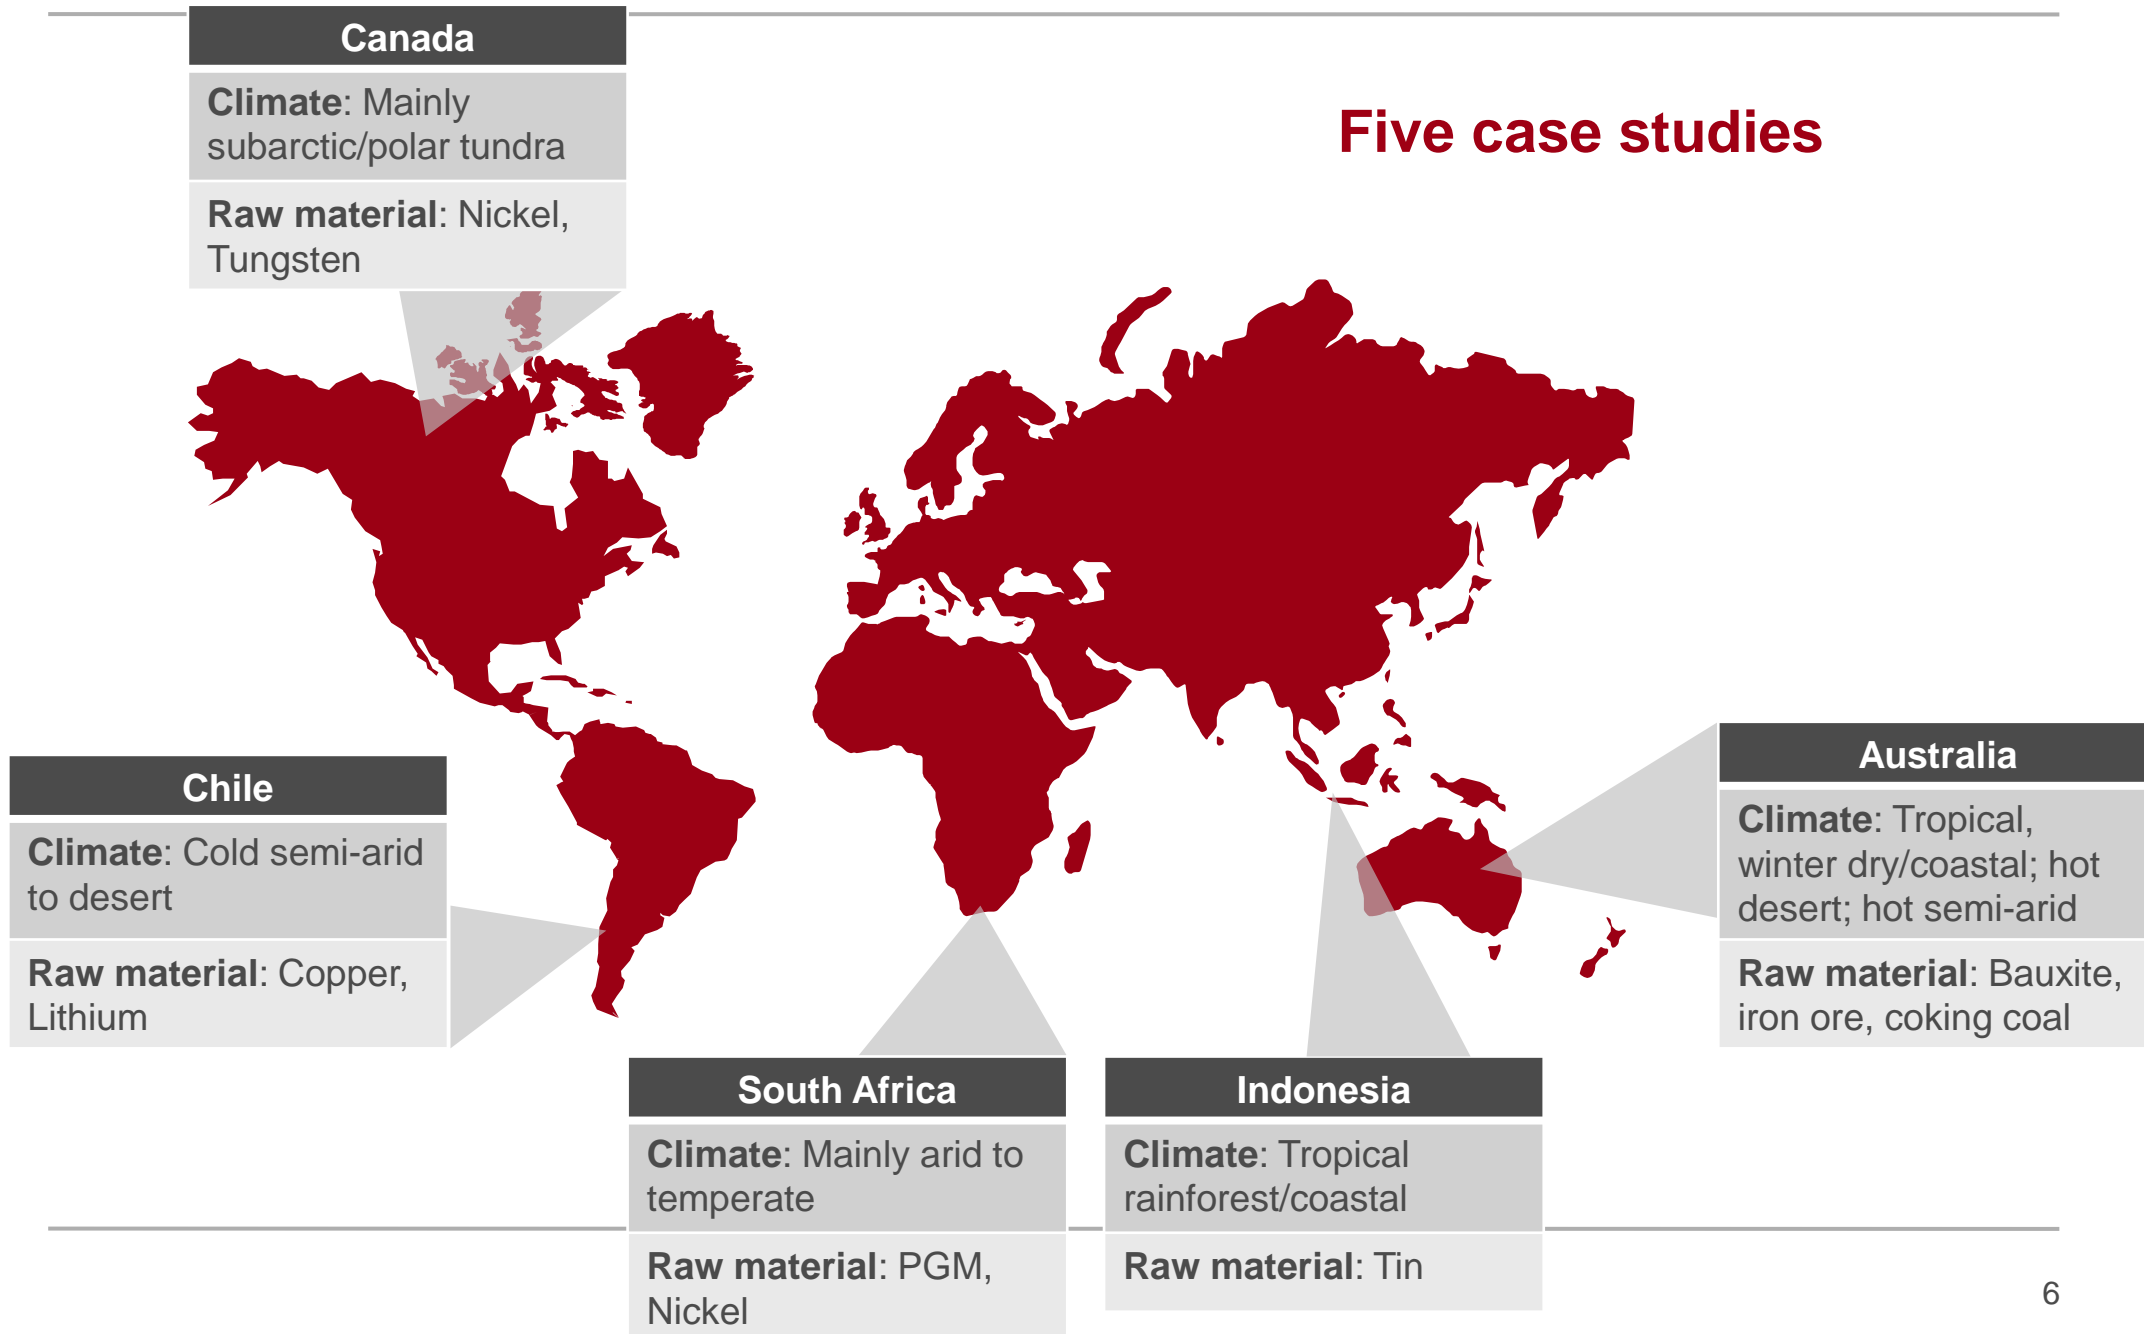 Canada
Climate: Mainly
subarctic/polar tundra
Raw material: Nickel,
Tungsten
Five case studies
Chile
Climate: Cold semi-arid
to desert
Raw material: Copper,
Lithium
Australia
Climate: Tropical,
winter dry/coastal; hot
desert; hot semi-arid
Raw material: Bauxite,
iron ore, coking coal
South Africa
Climate: Mainly arid to
temperate
Raw material: PGM,
Nickel
Indonesia
Climate: Tropical
rainforest/coastal
Raw material: Tin
6